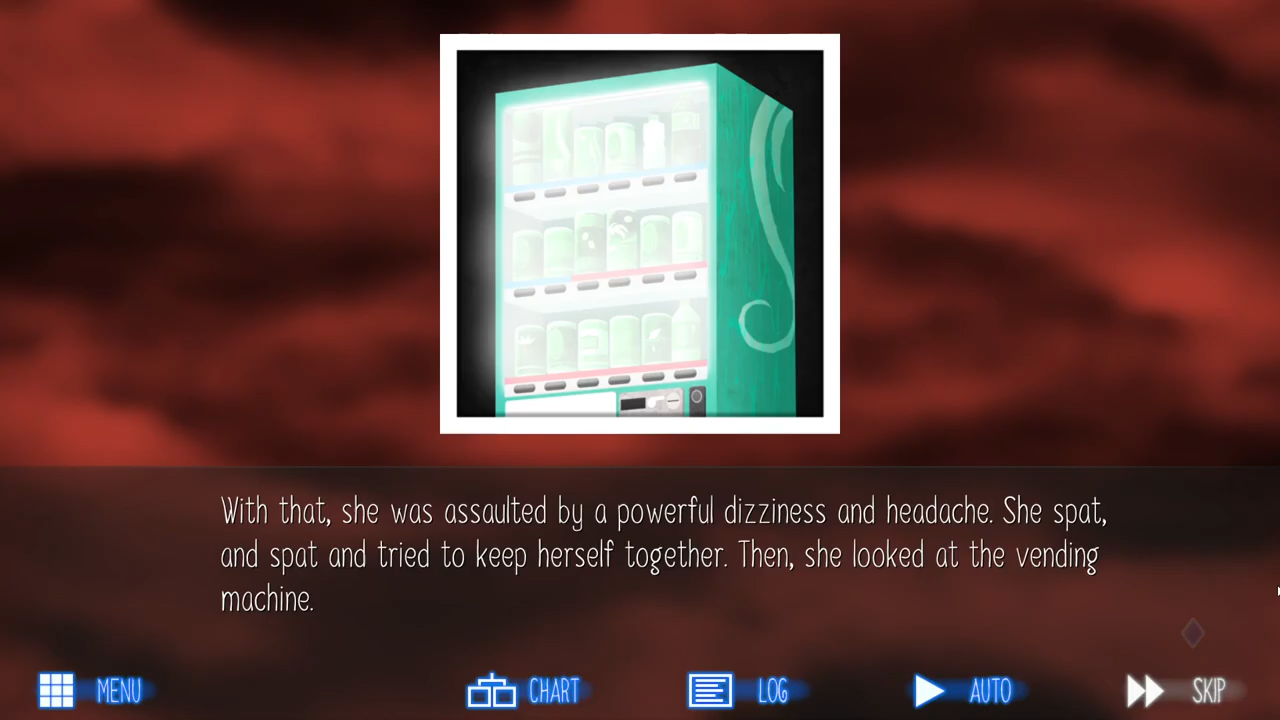 With that, she was assaulted by a powerful dizziness and headache. She spat,
and spat and tried to keep herself together. Then, she looked at the vending
machine.
MENU
CHART
LOG
AUTO
SKIP